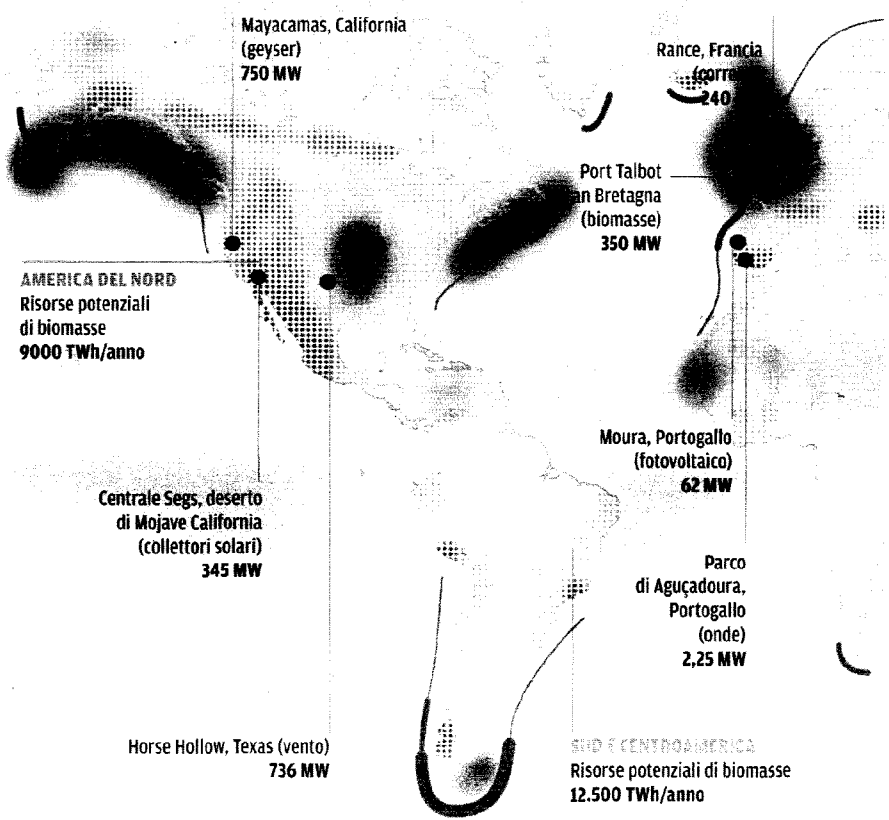 Mayacamas, California
(geyser)
750 MW
Rance, Francia
240
Port Talbot
an Bretagna
(biomasse)
350 MW
AMERICA DEL NORD
Risorse potenziali
di biomasse
9000 TWh/anno
Moura, Portogallo
(fotovoltaico)
62 MW
Centrale Segs, deserto
di Mojave California
(collettori solari)
345 MW
Parco
di Aguçadoura,
Portogallo
(onde)
2,25 MW
Horse Hollow, Texas (vento)
736 MW
SUD E CENTROAMERICA
Risorse potenziali di biomasse
12.500 TWh/anno